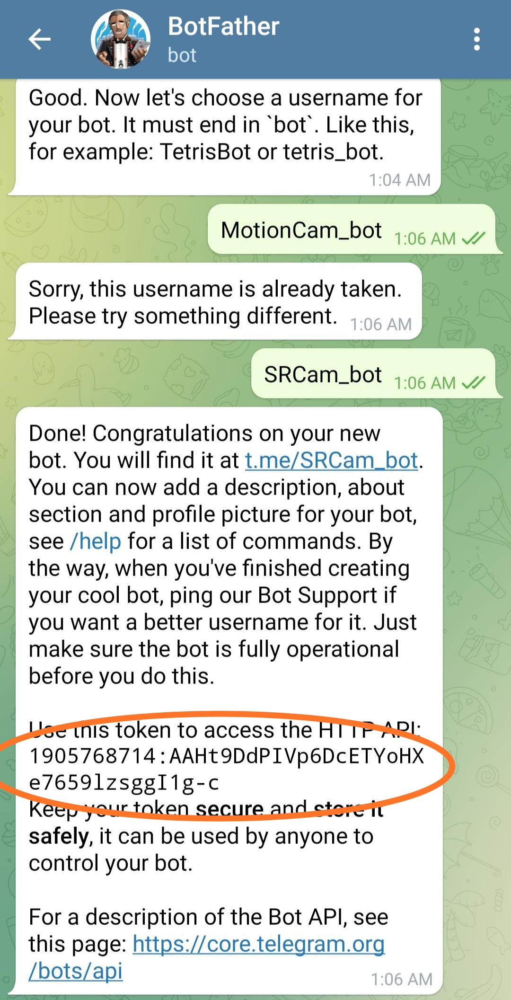 BotFather
bot
Good. Now let's choose a username for
your bot. It must end in `bot`. Like this,
for example: TetrisBot or tetris_bot.
1:04 AM
MotionCam_bot
1:06 AM
Sorry, this username is already taken.
Please try something different.
1:06 AM
SRCam_bot
1:06 AM
Done! Congratulations on your new
bot. You will find it at t.me/SRCam_bot.
You can now add a description, about
section and profile picture for your bot,
see /help for a list of commands. By
the way, when you've finished creating
your cool bot, ping our Bot Support if
you want a better username for it. Just
make sure the bot is fully operational
before you do this.
Use this token to access the HTTP API:
1905768714:AAHt9DdPIVp6DcETYoHX
e7659lzsggI1g-c
Keep your token secure and store it
safely, it can be used by anyone to
control your bot.
For a description of the Bot API, see
this page: https://core.telegram.org
/bots/api
1:06 AM